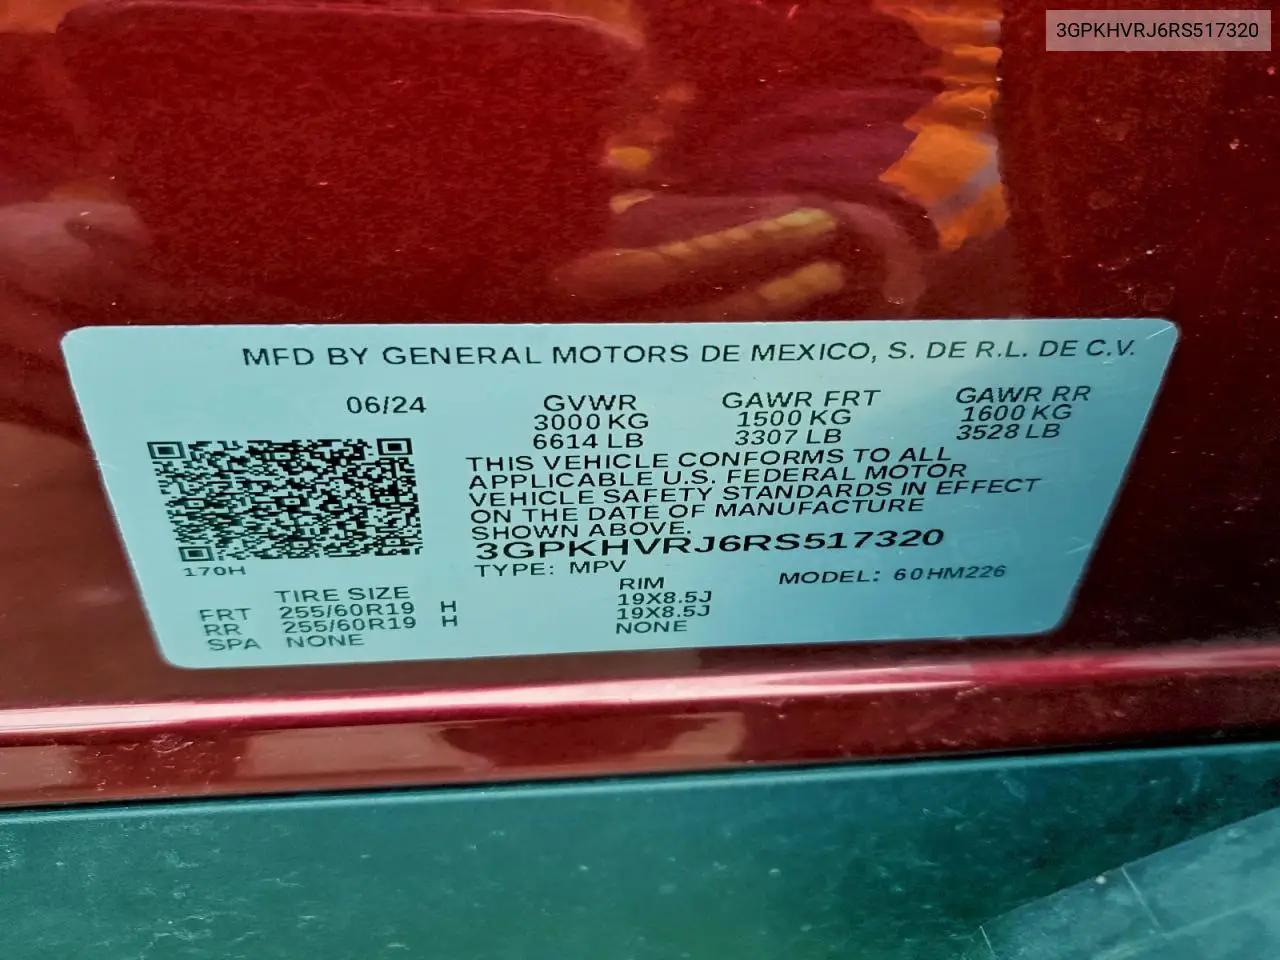 3GPKHVRJ6RS517320
MFD BY GENERAL MOTORS DE MEXICO, S. DE R.L. DE C.V.
06/24
GVWR GAWR FRT GAWR RR
3000 KG 1500 KG 1600 KG
6614 LB 3307 LB 3528 LB
THIS VEHICLE CONFORMS TO ALL
APPLICABLE U.S. FEDERAL MOTOR
VEHICLE SAFETY STANDARDS IN EFFECT
ON THE DATE OF MANUFACTURE
SHOWN ABOVE.
3GPKHVRJ6RS517320
170H
TYPE: MPV MODEL: 60HM226
TIRE SIZE RIM
FRT 255/60R19 H 19X8.5J
RR 255/60R19 H 19X8.5J
SPA NONE NONE